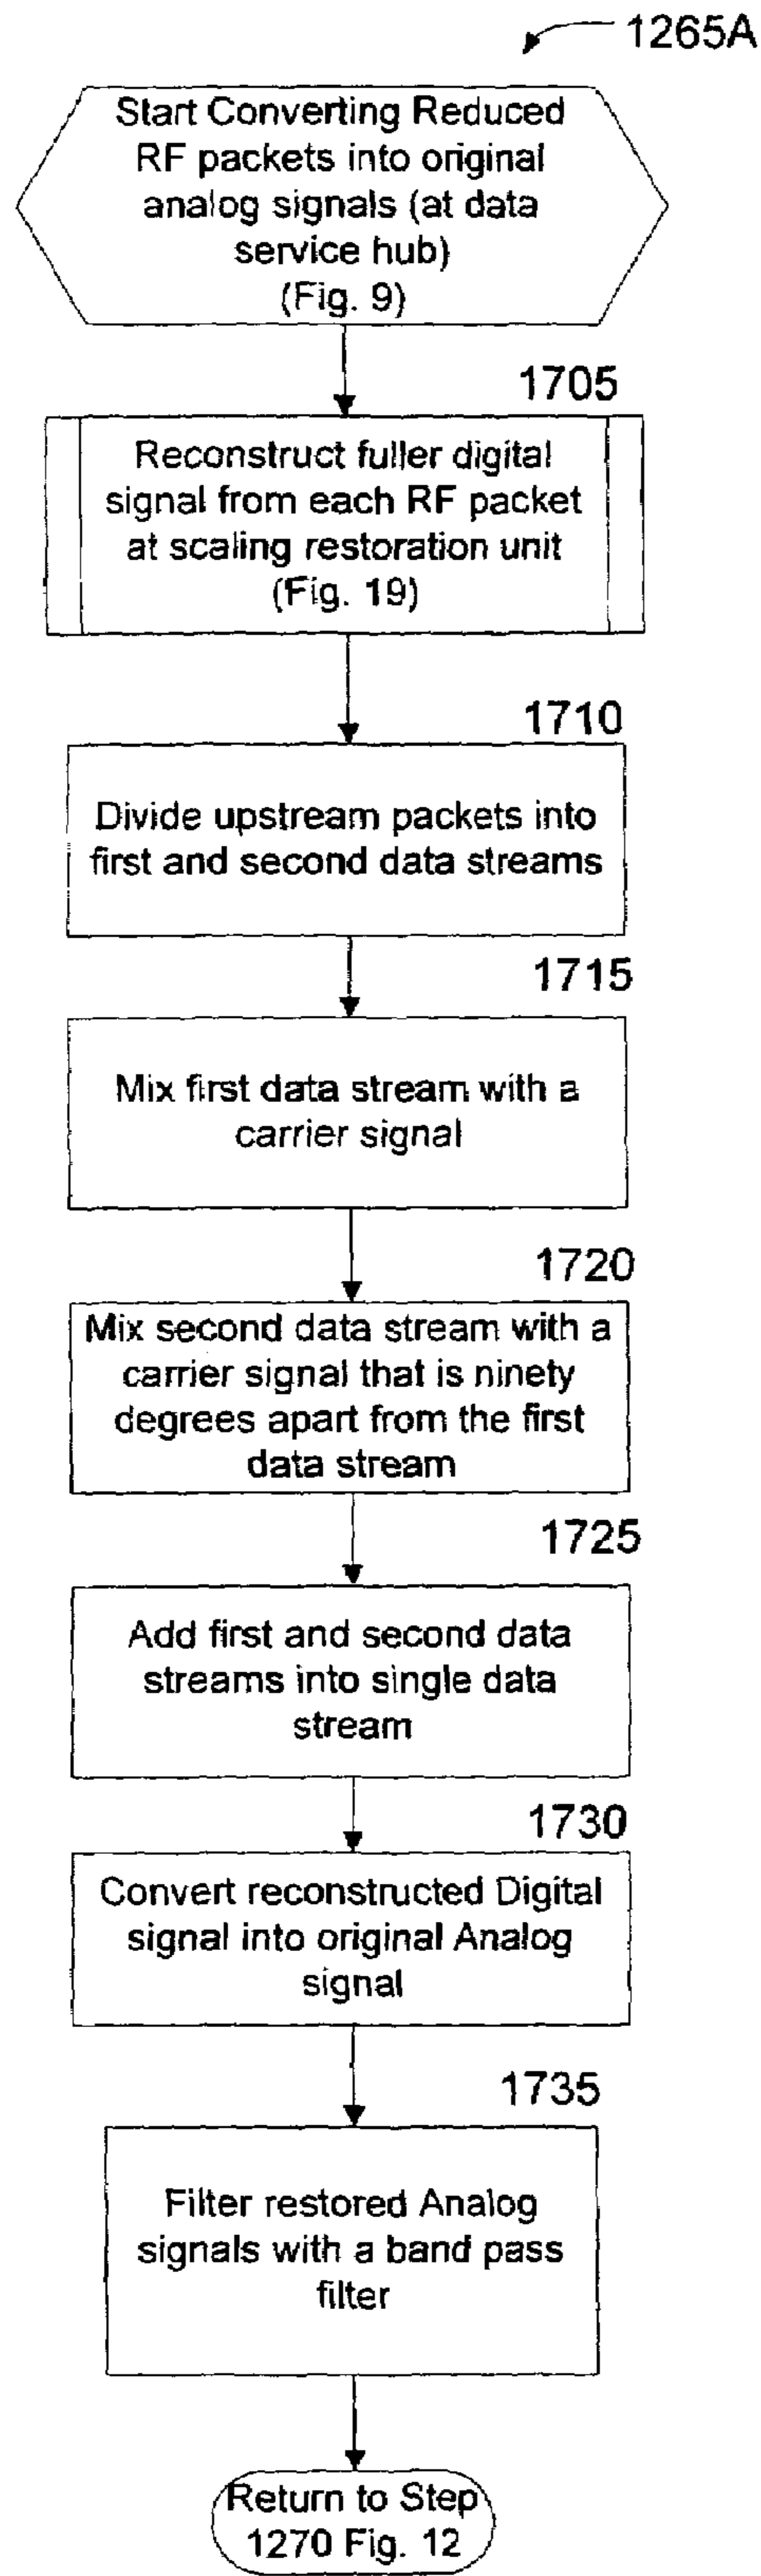 1265A
Start Converting Reduced
RF packets into original
analog signals (at data
service hub)
(Fig. 9)
1705
Reconstruct fuller digital
signal from each RF packet
at scaling restoration unit
(Fig. 19)
1710
Divide upstream packets into
first and second data streams
1715
Mix first data stream with a
carrier signal
1720
Mix second data stream with a
carrier signal that is ninety
degrees apart from the first
data stream
1725
Add first and second data
streams into single data
stream
1730
Convert reconstructed Digital
signal into original Analog
signal
1735
Filter restored Analog
signals with a band pass
filter
Return to Step
1270 Fig. 12